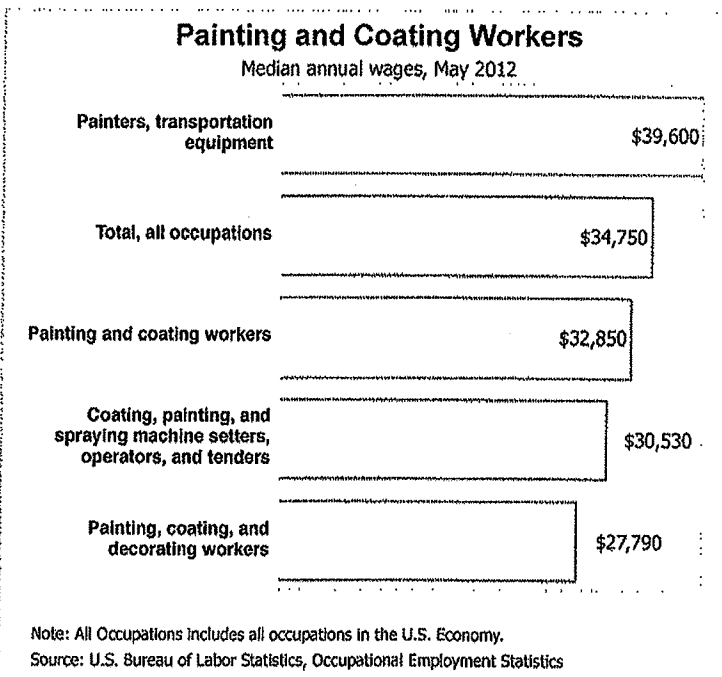 Painting and Coating Workers
Median annual wages, May 2012
Painters, transportation
equipment
$39,600
Total, all occupations
$34,750
Painting and coating workers
$32,850
Coating, painting, and
spraying machine setters,
operators, and tenders
$30,530
Painting, coating, and
decorating workers
$27,790
Note: All Occupations includes all occupations in the U.S. Economy.
Source: U.S. Bureau of Labor Statistics, Occupational Employment Statistics